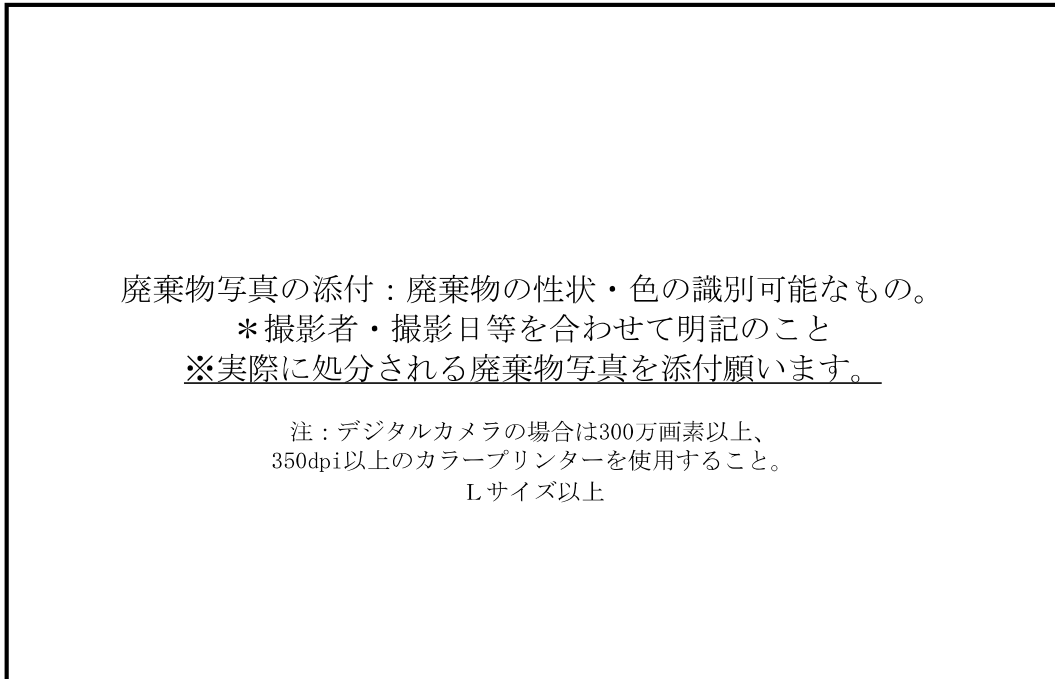 廃棄物写真の添付：廃棄物の性状・色の識別可能なもの。
＊撮影者・撮影日等を合わせて明記のこと
※実際に処分される廃棄物写真を添付願います。
注：デジタルカメラの場合は300万画素以上、
350dpi以上のカラープリンターを使用すること。
Ｌサイズ以上